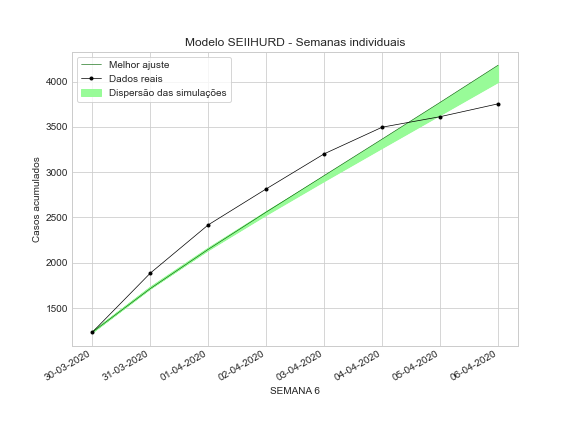 Modelo SEIIHURD - Semanas individuais
Melhor ajuste
Dados reais
Dispersão das simulações
Casos acumulados
4000
3500
3000
2500
2000
1500
30-03-2020
31-03-2020
01-04-2020
02-04-2020
03-04-2020
04-04-2020
05-04-2020
06-04-2020
SEMANA 6